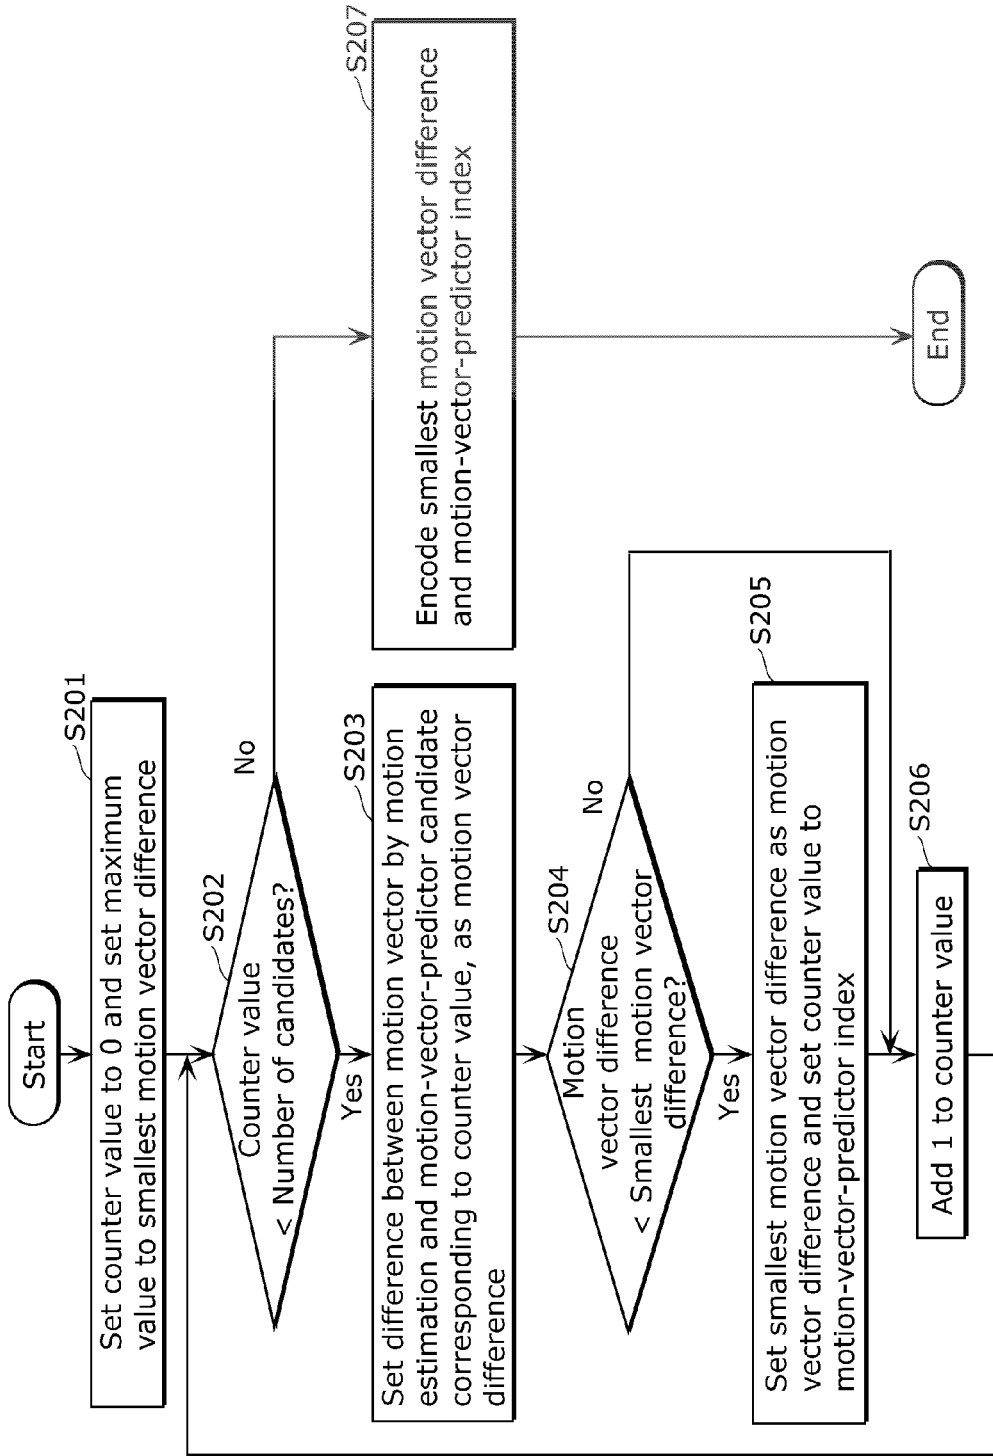 Start
S201
Set counter value to 0 and set maximum
value to smallest motion vector difference
S202
Counter value
< Number of candidates?
No
Yes
S203
Set difference between motion vector by motion
estimation and motion-vector-predictor candidate
corresponding to counter value, as motion vector
difference
S207
Encode smallest motion vector difference
and motion-vector-predictor index
S204
Motion
vector difference
< Smallest motion vector
difference?
No
Yes
S205
Set smallest motion vector difference as motion
vector difference and set counter value to
motion-vector-predictor index
S206
Add 1 to counter value
End